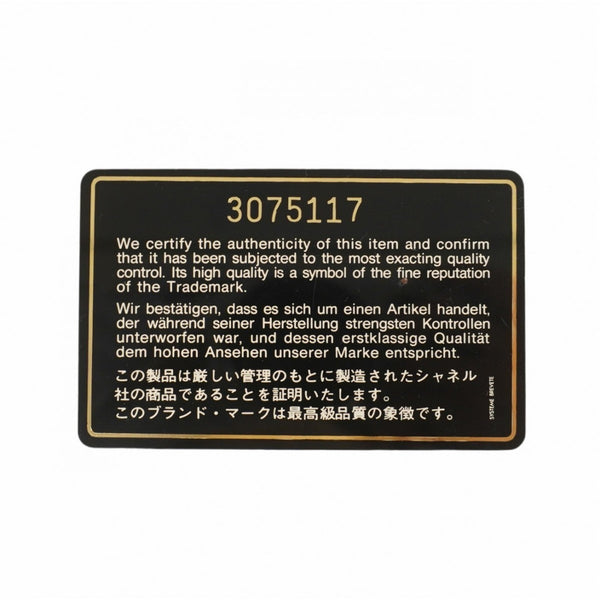 3075117
We certify the authenticity of this item and confirm
that it has been subjected to the most exacting quality
control. Its high quality is a symbol of the fine reputation
of the Trademark.
Wir bestätigen, dass es sich um einen Artikel handelt,
der während seiner Herstellung strengsten Kontrollen
unterworfen war, und dessen erstklassige Qualität
dem hohen Ansehen unserer Marke entspricht.
この製品は厳しい管理のもとに製造されたシャネル
社の商品であることを証明いたします。
このブランド・マークは最高級品質の象徴です。
SYSTEME BREVETE